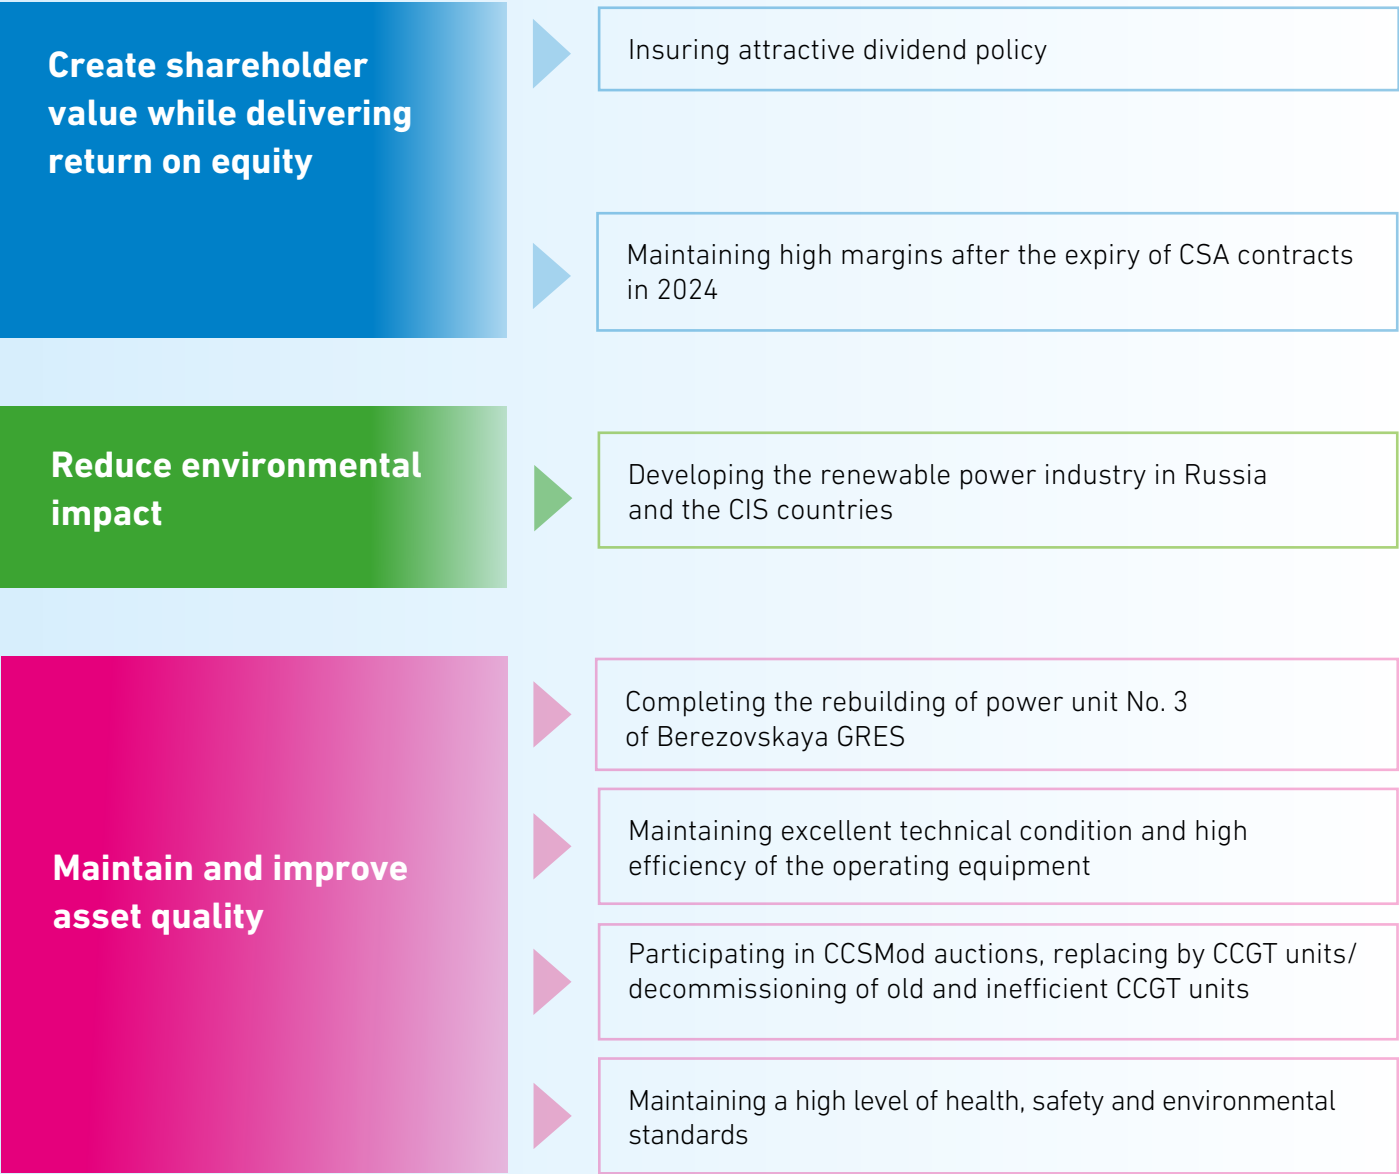 Create shareholder
value while delivering
return on equity
Insuring attractive dividend policy
Maintaining high margins after the expiry of CSA contracts
in 2024
Reduce environmental
impact
Developing the renewable power industry in Russia
and the CIS countries
Maintain and improve
asset quality
Completing the rebuilding of power unit No. 3
of Berezovskaya GRES
Maintaining excellent technical condition and high
efficiency of the operating equipment
Participating in CCSMod auctions, replacing by CCGT units/
decommissioning of old and inefficient CCGT units
Maintaining a high level of health, safety and environmental
standards